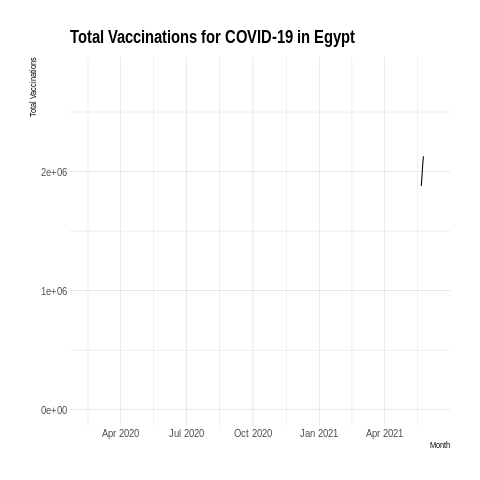 Total Vaccinations for COVID-19 in Egypt
Total Vaccinations
2e+06
1e+06
0e+00
Apr 2020 Jul 2020 Oct 2020 Jan 2021 Apr 2021
Month